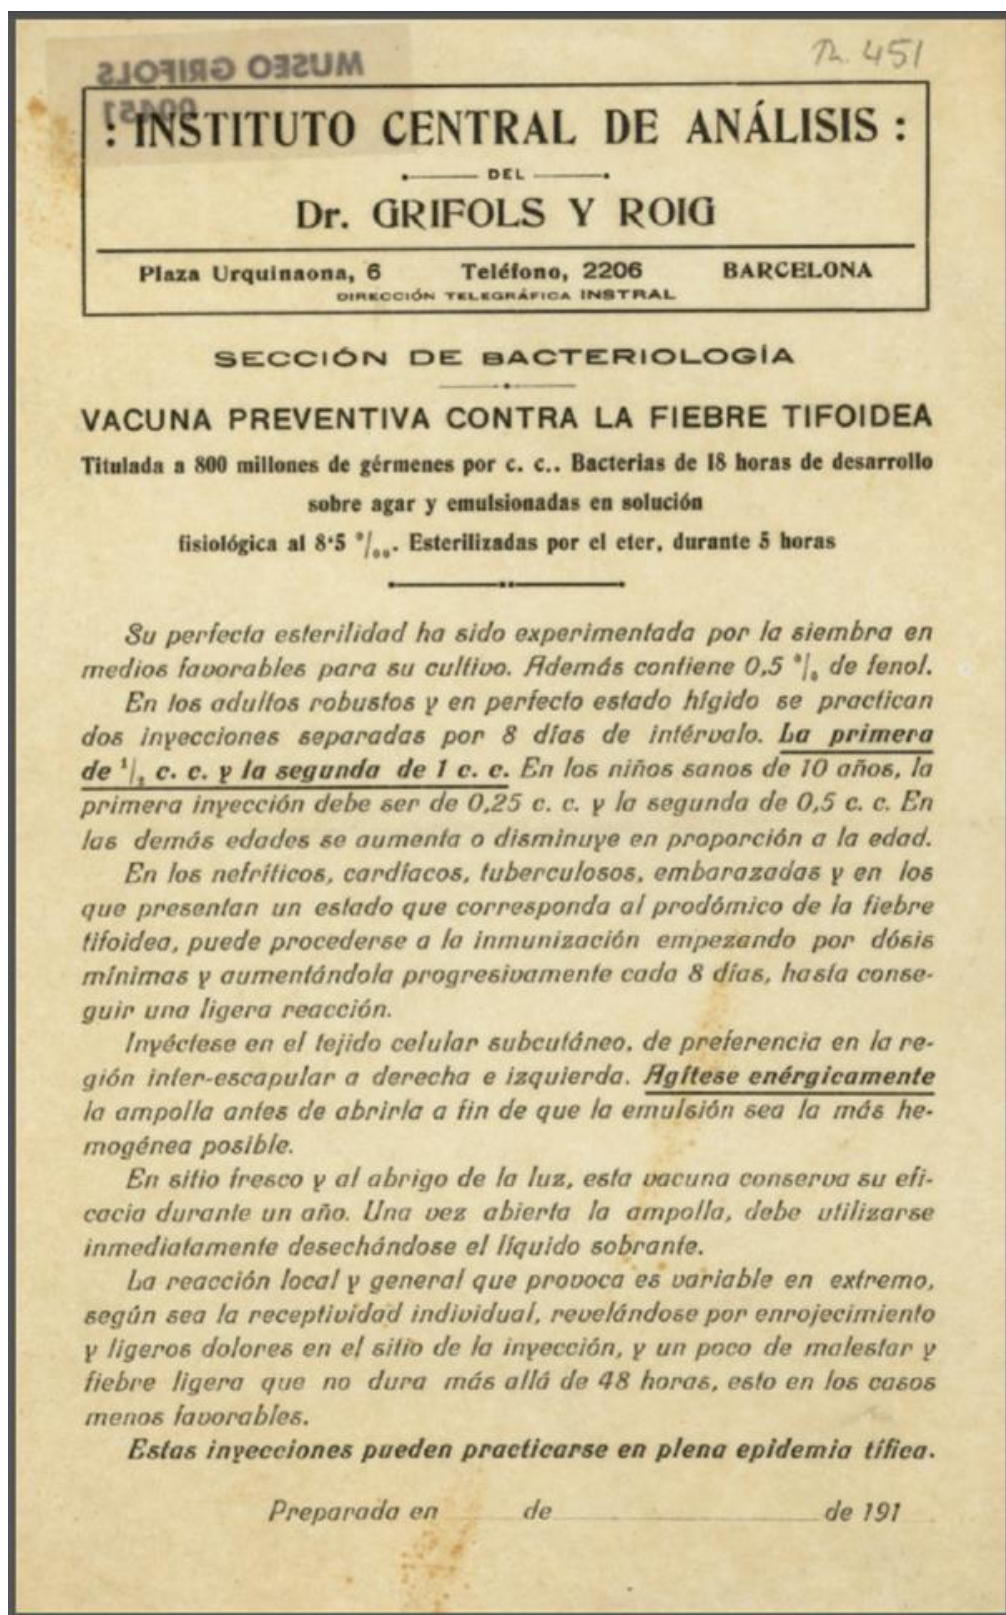 MUSEO GRIFOLS
Th. 451
00451
: INSTITUTO CENTRAL DE ANÁLISIS :
DEL
Dr. GRIFOLS Y ROIG
Plaza Urquinaona, 6 Teléfono, 2206 BARCELONA
DIRECCIÓN TELEGRÁFICA INSTRAL
SECCIÓN DE BACTERIOLOGÍA
VACUNA PREVENTIVA CONTRA LA FIEBRE TIFOIDEA
Titulada a 800 millones de gérmenes por c. c.. Bacterias de 18 horas de desarrollo
sobre agar y emulsionadas en solución
fisiológica al 8·5 °/₀₀. Esterilizadas por el eter, durante 5 horas
Su perfecta esterilidad ha sido experimentada por la siembra en
medios favorables para su cultivo. Además contiene 0,5 °/₀ de fenol.
En los adultos robustos y en perfecto estado hígido se practican
dos inyecciones separadas por 8 días de intérvalo. La primera
de ¹/₂ c. c. y la segunda de 1 c. c. En los niños sanos de 10 años, la
primera inyección debe ser de 0,25 c. c. y la segunda de 0,5 c. c. En
las demás edades se aumenta o disminuye en proporción a la edad.
En los nefríticos, cardíacos, tuberculosos, embarazadas y en los
que presentan un estado que corresponda al prodómico de la fiebre
tifoidea, puede procederse a la inmunización empezando por dósis
mínimas y aumentándola progresivamente cada 8 días, hasta conse-
guir una ligera reacción.
Inyéctese en el tejido celular subcutáneo, de preferencia en la re-
gión inter-escapular a derecha e izquierda. Agítese enérgicamente
la ampolla antes de abrirla a fin de que la emulsión sea la más he-
mogénea posible.
En sitio fresco y al abrigo de la luz, esta vacuna conserva su efi-
cacia durante un año. Una vez abierta la ampolla, debe utilizarse
inmediatamente desechándose el líquido sobrante.
La reacción local y general que provoca es variable en extremo,
según sea la receptividad individual, revelándose por enrojecimiento
y ligeros dolores en el sitio de la inyección, y un poco de malestar y
fiebre ligera que no dura más allá de 48 horas, esto en los casos
menos favorables.
Estas inyecciones pueden practicarse en plena epidemia tífica.
Preparada en de de 191